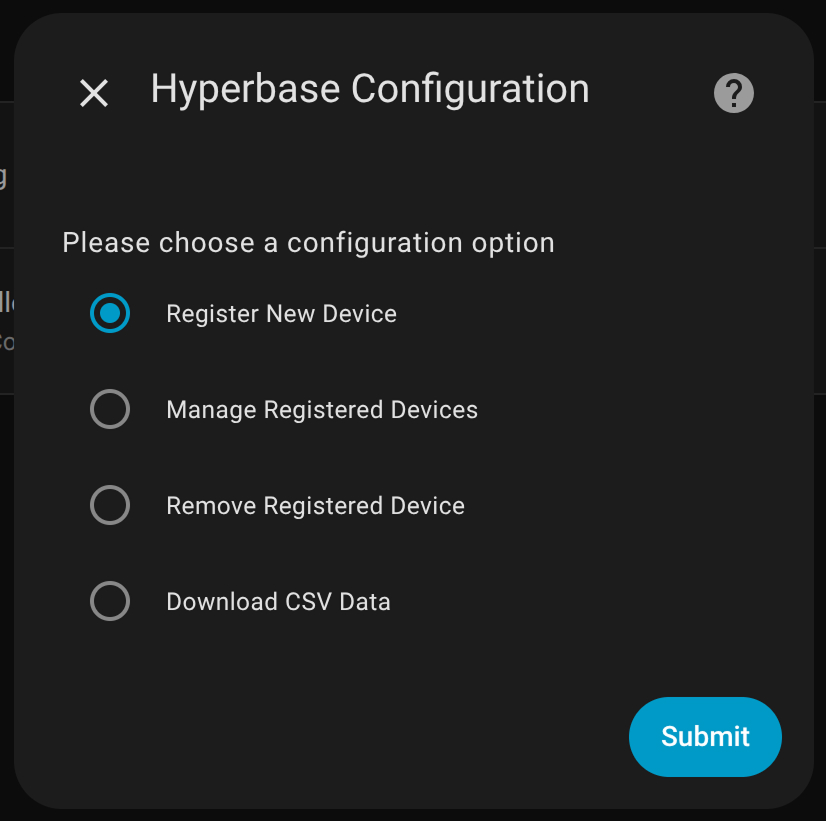 Hyperbase Configuration
Please choose a configuration option
Register New Device
Manage Registered Devices
Remove Registered Device
Download CSV Data
Submit